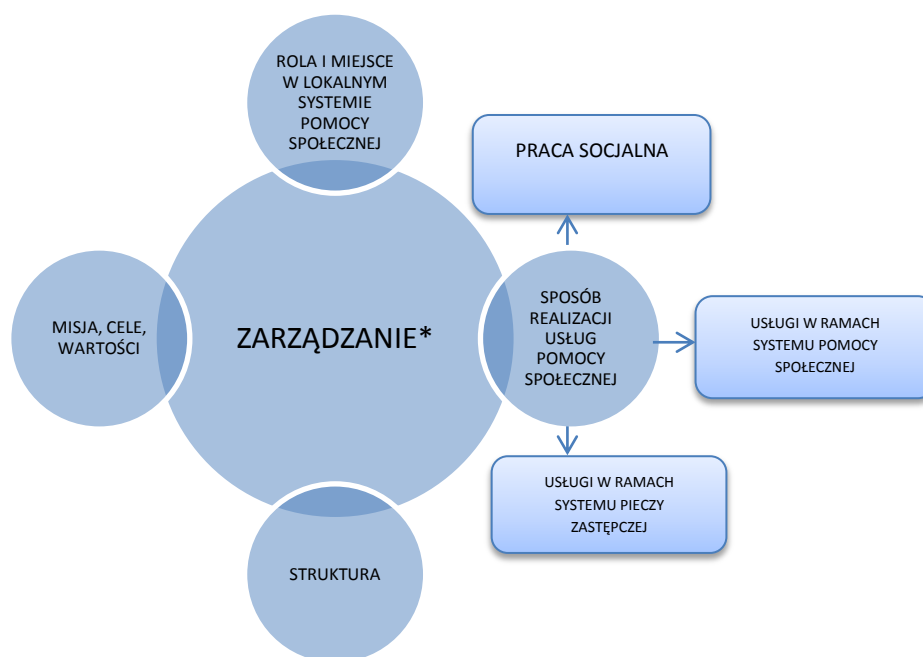 ROLA I MIEJSCE
W LOKALNYM
SYSTEMIE
POMOCY
SPOŁECZNEJ
PRACA SOCJALNA
MISJA, CELE,
WARTOŚCI
ZARZĄDZANIE*
SPOSÓB
REALIZACJI
USŁUG
POMOCY
SPOŁECZNEJ
USŁUGI W RAMACH
SYSTEMU POMOCY
SPOŁECZNEJ
USŁUGI W RAMACH
SYSTEMU PIECZY
ZASTĘPCZEJ
STRUKTURA